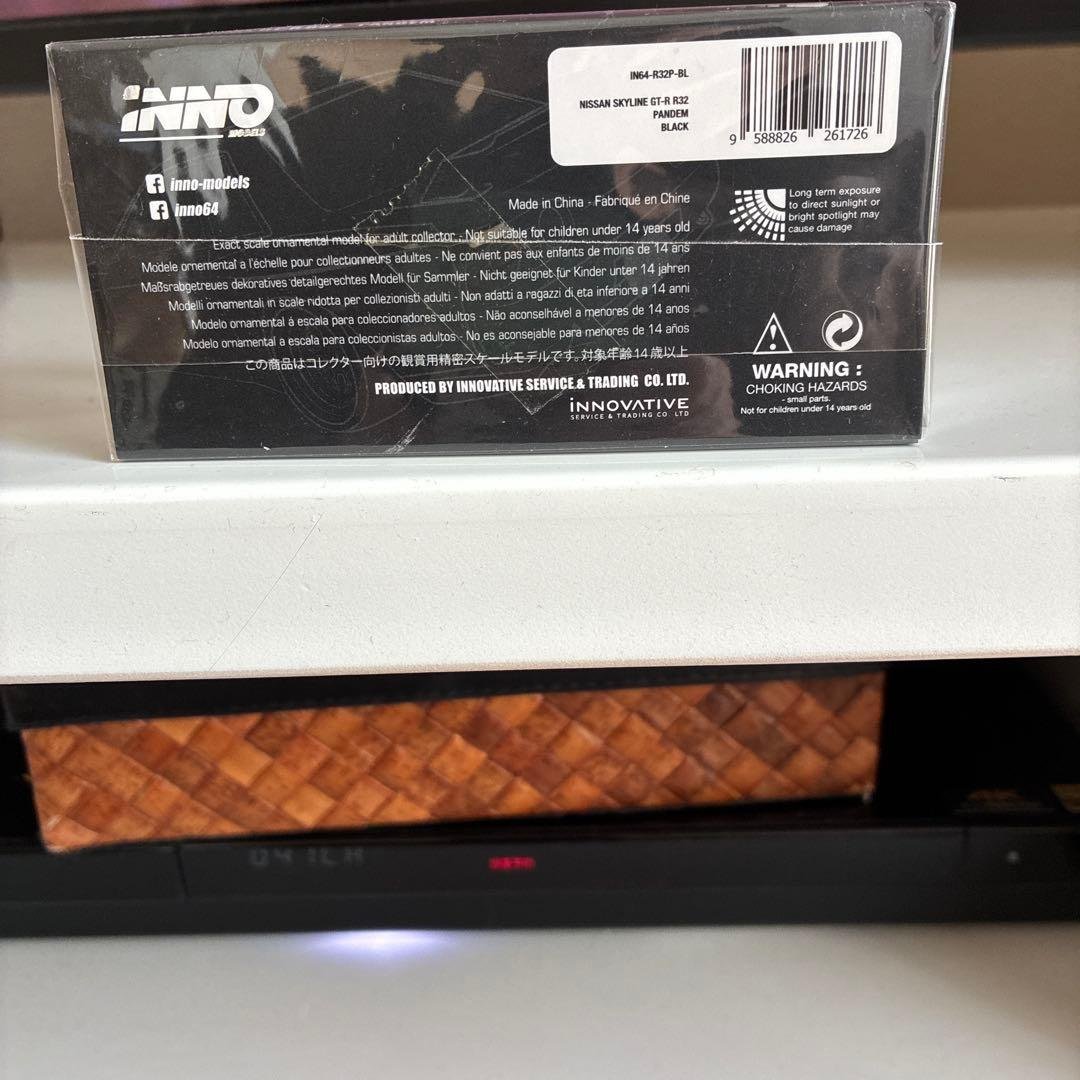 PANDEM
INNO
MODELS
IN64-R32P-BL
NISSAN SKYLINE GT-R R32
PANDEM
BLACK
9 588826 261726
inno-models
inno64
Made in China - Fabriqué en Chine
Long term exposure
to direct sunlight or
bright spotlight may
cause damage
Exact scale ornamental model for adult collector - Not suitable for children under 14 years old
Modele ornemental a l'échelle pour collectionneurs adultes - Ne convient pas aux enfants de moins de 14 ans
Maßsrabgetreues dekoratives detailgerechtes Modell für Sammler - Nicht geeignet für Kinder unter 14 jahren
Modelli ornamentali in scale ridotta per collezionisti adulti - Non adatti a ragazzi di eta inferiore a 14 anni
Modelo ornamental á escala para coleccionadores adultos - Não aconselhável a menores de 14 anos
Modelo ornamental a escala para coleccionistas adultos - No es aconsejable para menores de 14 años
この商品はコレクター向けの観賞用精密スケールモデルです。対象年齢14歳以上
PRODUCED BY INNOVATIVE SERVICE & TRADING CO. LTD.
INNOVATIVE
SERVICE & TRADING CO. LTD
WARNING :
CHOKING HAZARDS
- small parts.
Not for children under 14 years old